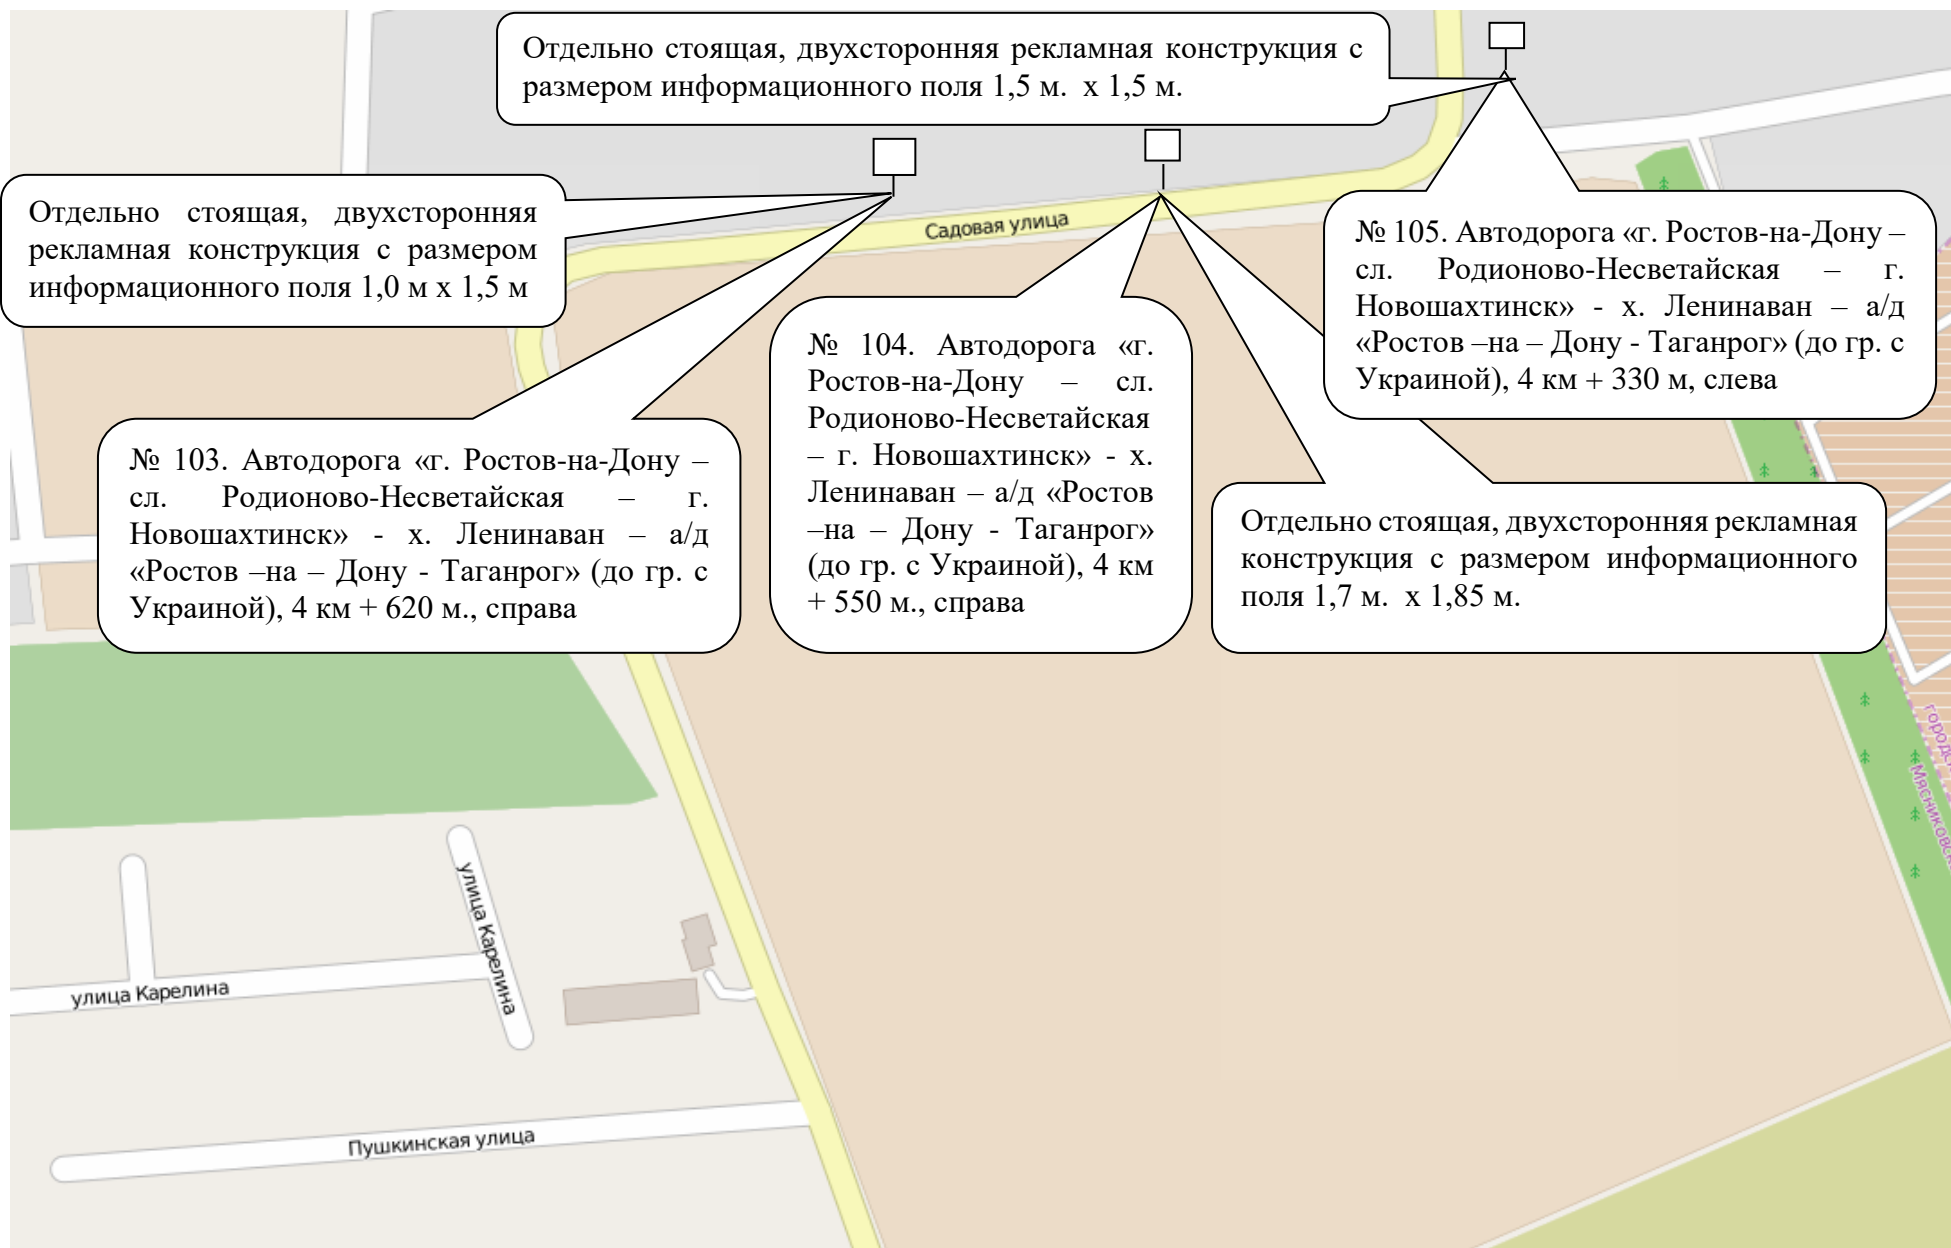 Отдельно стоящая, двухсторонняя рекламная конструкция с
размером информационного поля 1,5 м. х 1,5 м.
Отдельно стоящая, двухсторонняя
рекламная конструкция с размером
информационного поля 1,0 м х 1,5 м
Садовая улица
№ 105. Автодорога «г. Ростов-на-Дону –
сл. Родионово-Несветайская – г.
Новошахтинск» - х. Ленинаван – а/д
«Ростов –на – Дону - Таганрог» (до гр. с
Украиной), 4 км + 330 м, слева
№ 104. Автодорога «г.
Ростов-на-Дону – сл.
Родионово-Несветайская
– г. Новошахтинск» - х.
Ленинаван – а/д «Ростов
–на – Дону - Таганрог»
(до гр. с Украиной), 4 км
+ 550 м., справа
№ 103. Автодорога «г. Ростов-на-Дону –
сл. Родионово-Несветайская – г.
Новошахтинск» - х. Ленинаван – а/д
«Ростов –на – Дону - Таганрог» (до гр. с
Украиной), 4 км + 620 м., справа
Отдельно стоящая, двухсторонняя рекламная
конструкция с размером информационного
поля 1,7 м. х 1,85 м.
улица Карелина
улица Карелина
Пушкинская улица